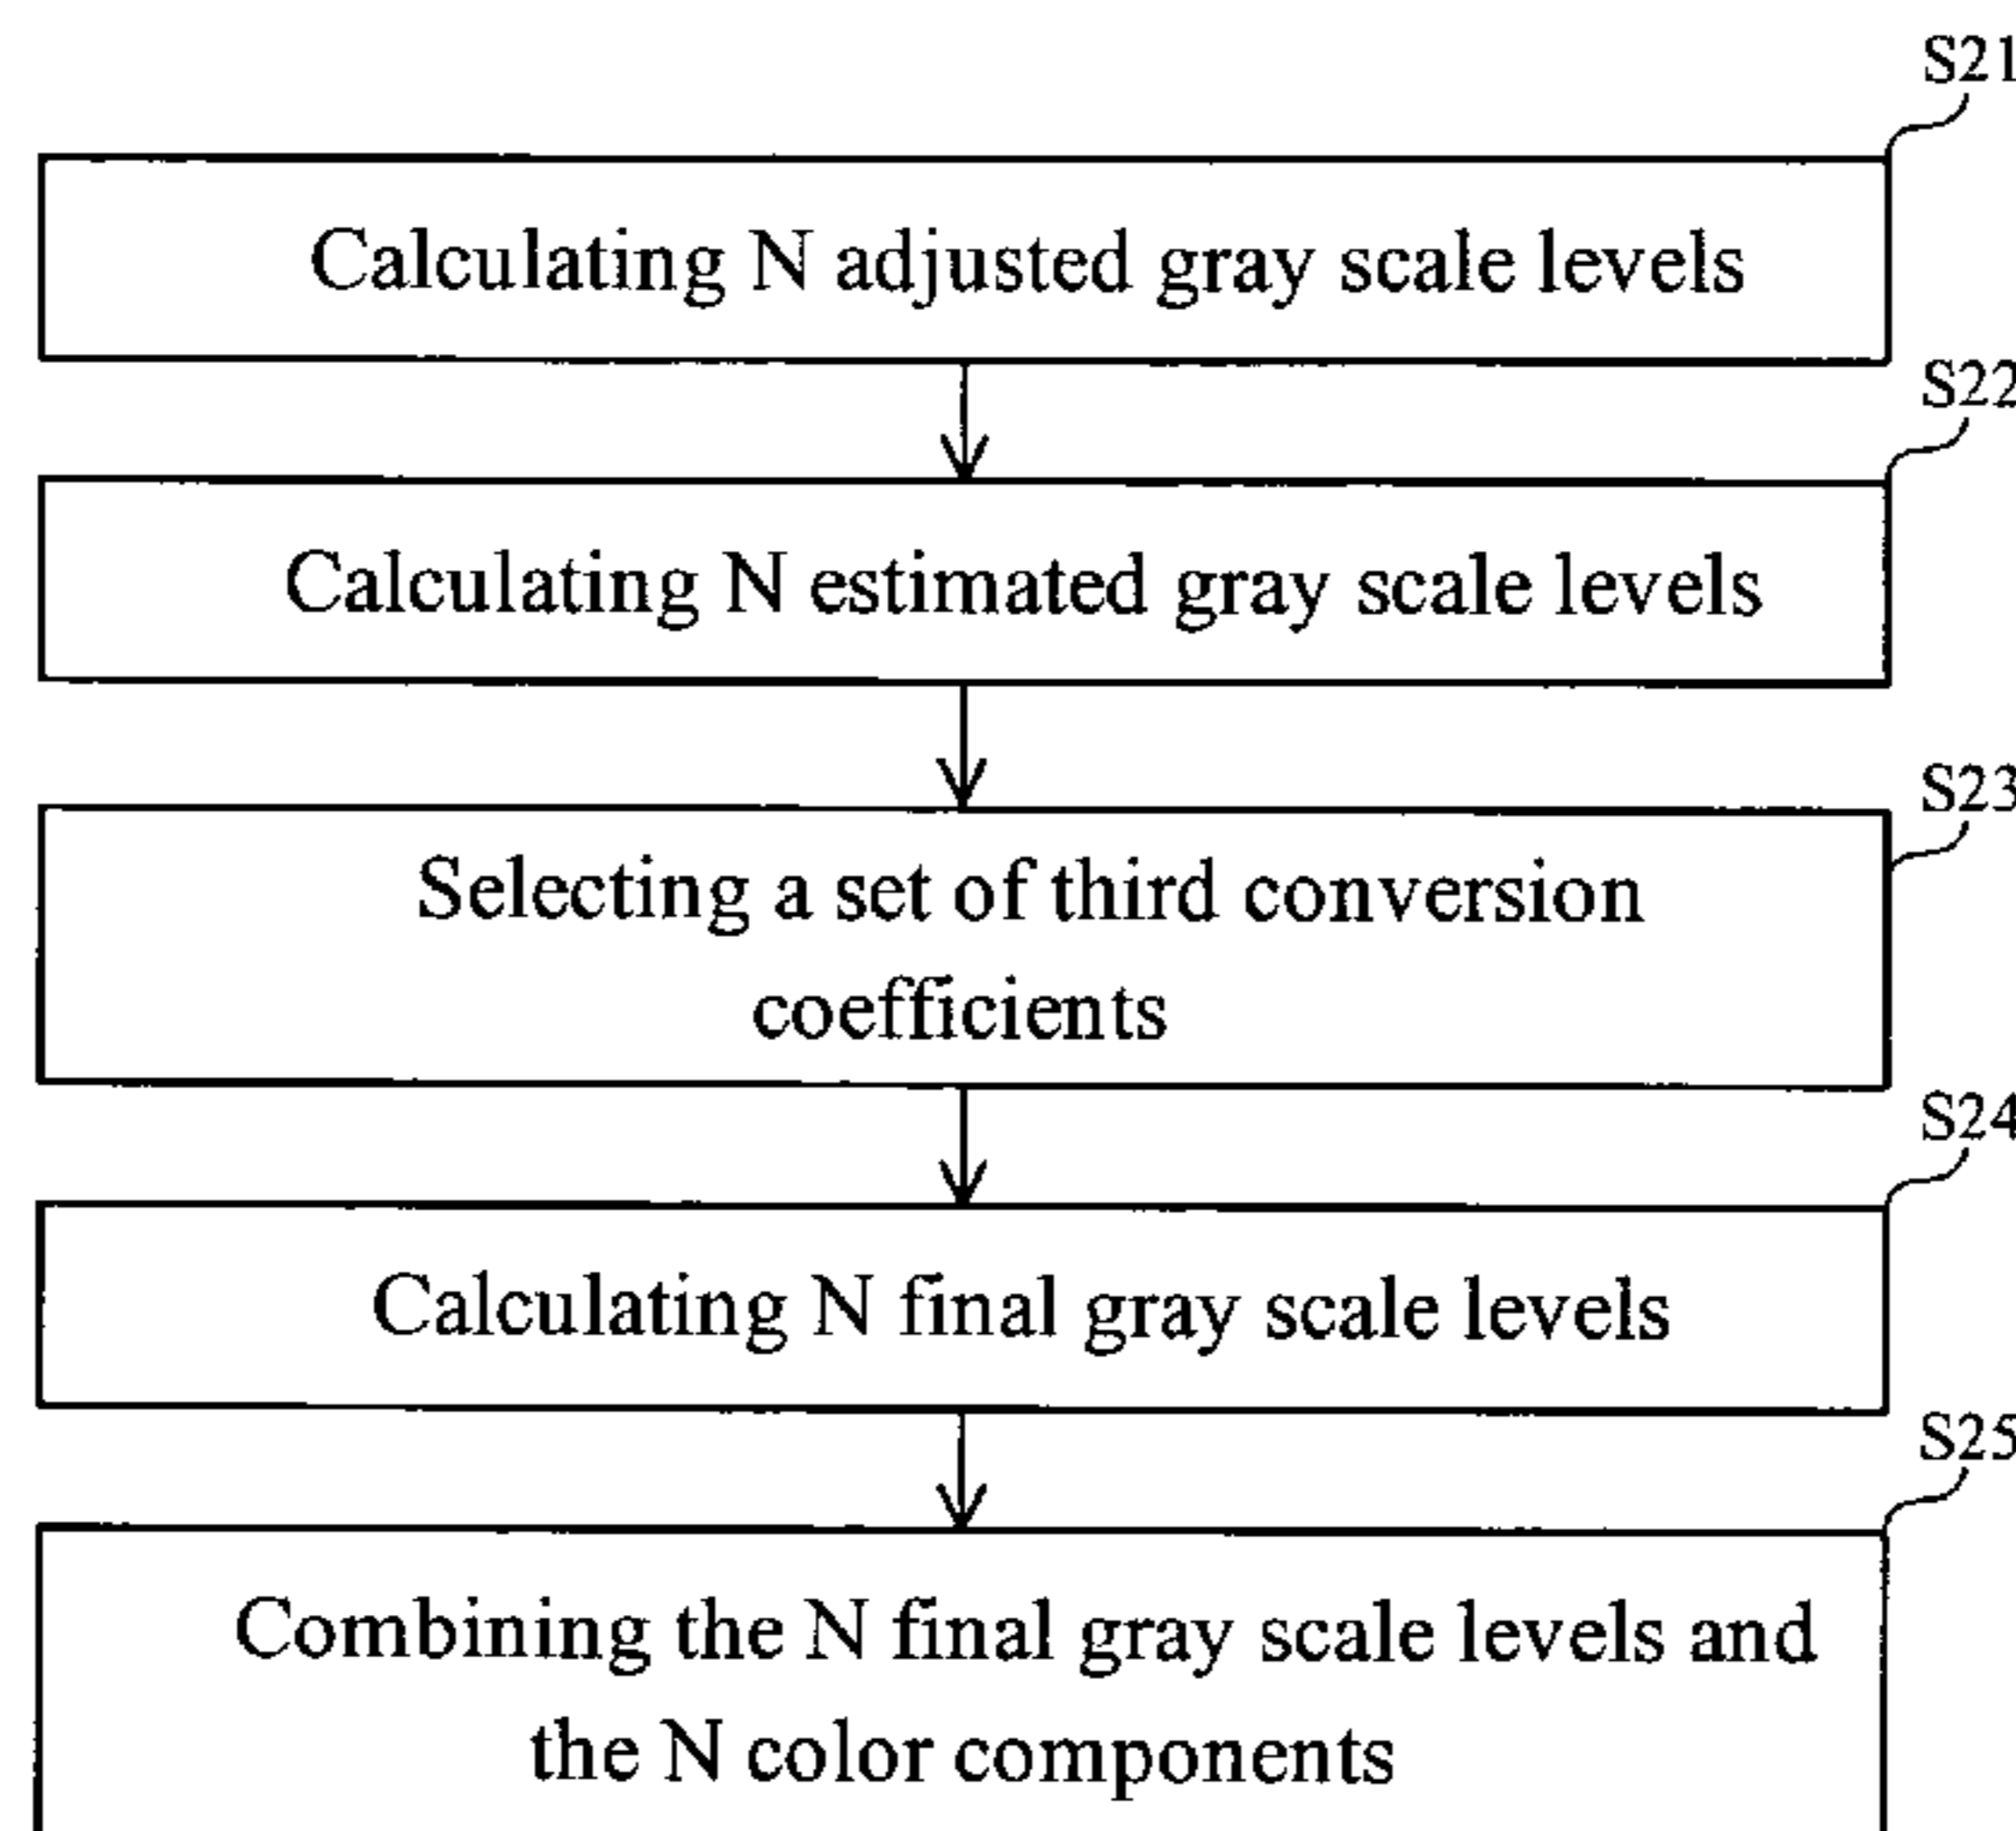 S21
Calculating N adjusted gray scale levels
S22
Calculating N estimated gray scale levels
S23
Selecting a set of third conversion
coefficients
S24
Calculating N final gray scale levels
S25
Combining the N final gray scale levels and
the N color components